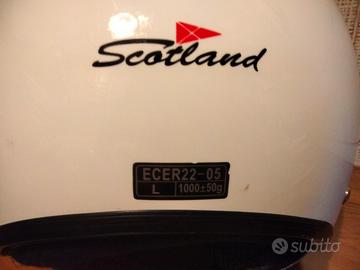 Scotland
ECER22-05
L 1000±50g
subito